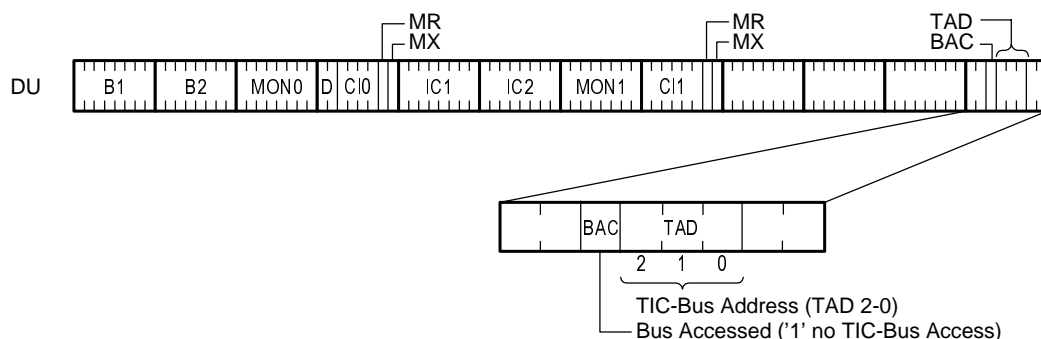 MR MR TAD
MX MX BAC
DU B1 B2 MON0 D CI0 IC1 IC2 MON1 CI1
BAC TAD
2 1 0
TIC-Bus Address (TAD 2-0)
Bus Accessed ('1' no TIC-Bus Access)